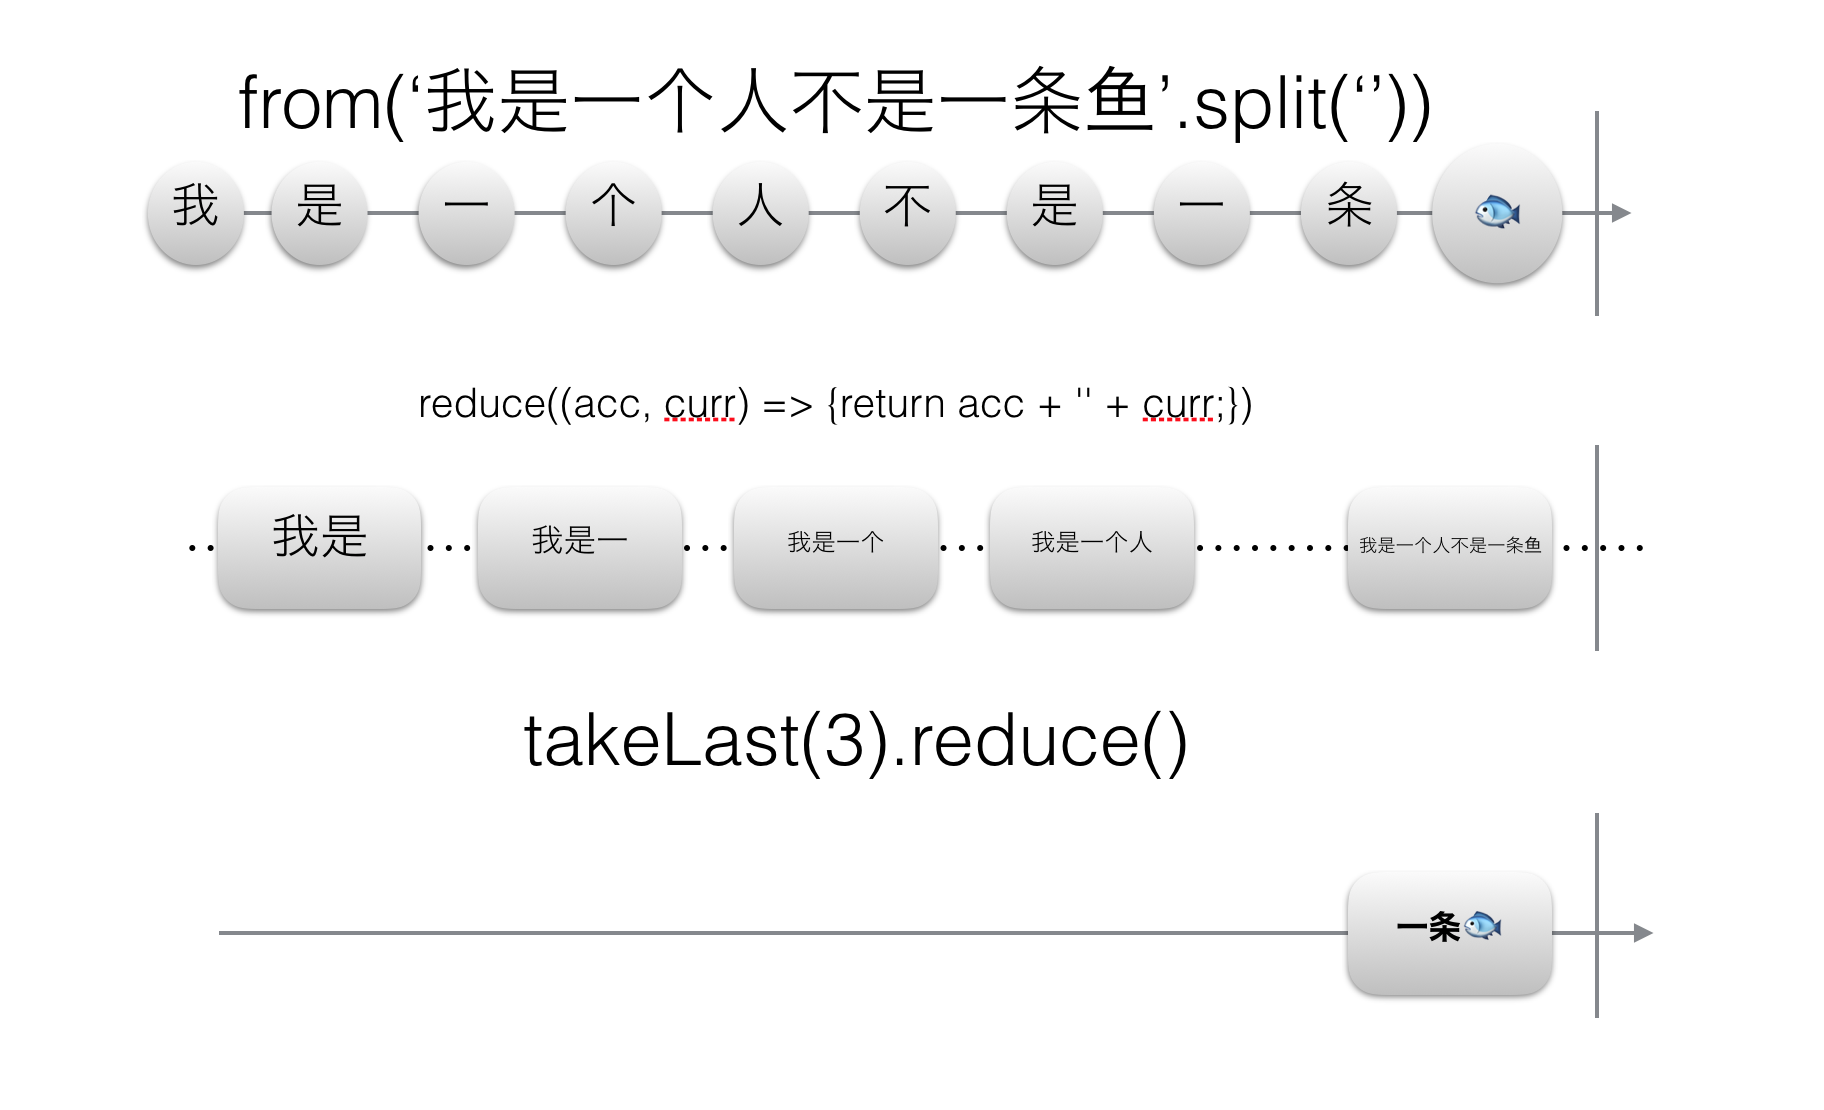 from(‘我是一个人不是一条鱼’.split(‘’))
我 是 一 个 人 不 是 一 条 🐟
reduce((acc, curr) => {return acc + '' + curr;})
我是 我是一 我是一个 我是一个人 我是一个人不是一条鱼
takeLast(3).reduce()
一条🐟